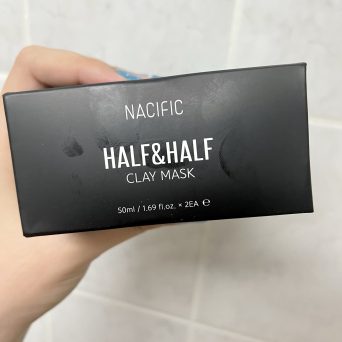 NACIFIC
HALF&HALF
CLAY MASK
50ml / 1.69 fl.oz. × 2EA ℮